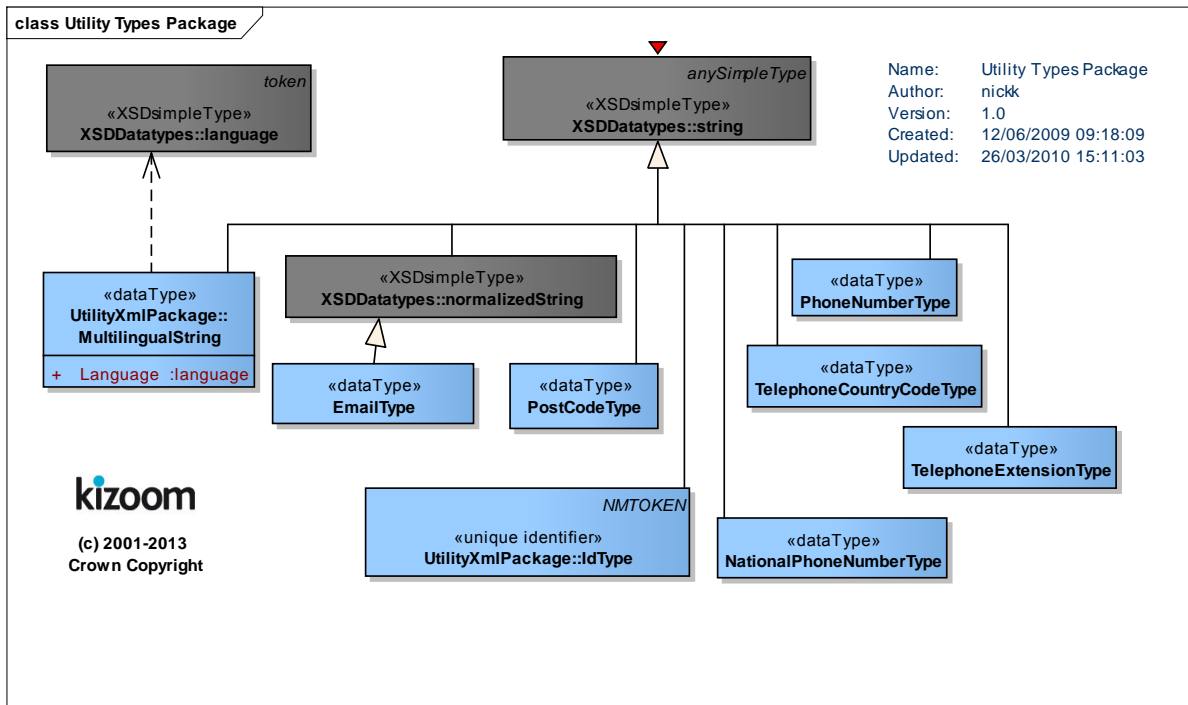 class Utility Types Package
token
«XSDsimpleType»
XSDDatatypes::language
anySimpleType
«XSDsimpleType»
XSDDatatypes::string
Name: Utility Types Package
Author: nickk
Version: 1.0
Created: 12/06/2009 09:18:09
Updated: 26/03/2010 15:11:03
«dataType»
UtilityXmlPackage::
MultilingualString
+ Language :language
«XSDsimpleType»
XSDDatatypes::normalizedString
«dataType»
PhoneNumberType
«dataType»
EmailType
«dataType»
PostCodeType
«dataType»
TelephoneCountryCodeType
«dataType»
TelephoneExtensionType
kizoom
(c) 2001-2013
Crown Copyright
NMTOKEN
«unique identifier»
UtilityXmlPackage::IdType
«dataType»
NationalPhoneNumberType